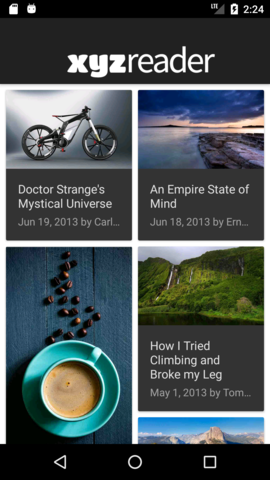 LTE
2:24
xyzreader
Doctor Strange's
Mystical Universe
Jun 19, 2013 by Carl...
An Empire State of
Mind
Jun 18, 2013 by Ern...
How I Tried
Climbing and
Broke my Leg
May 1, 2013 by Tom...